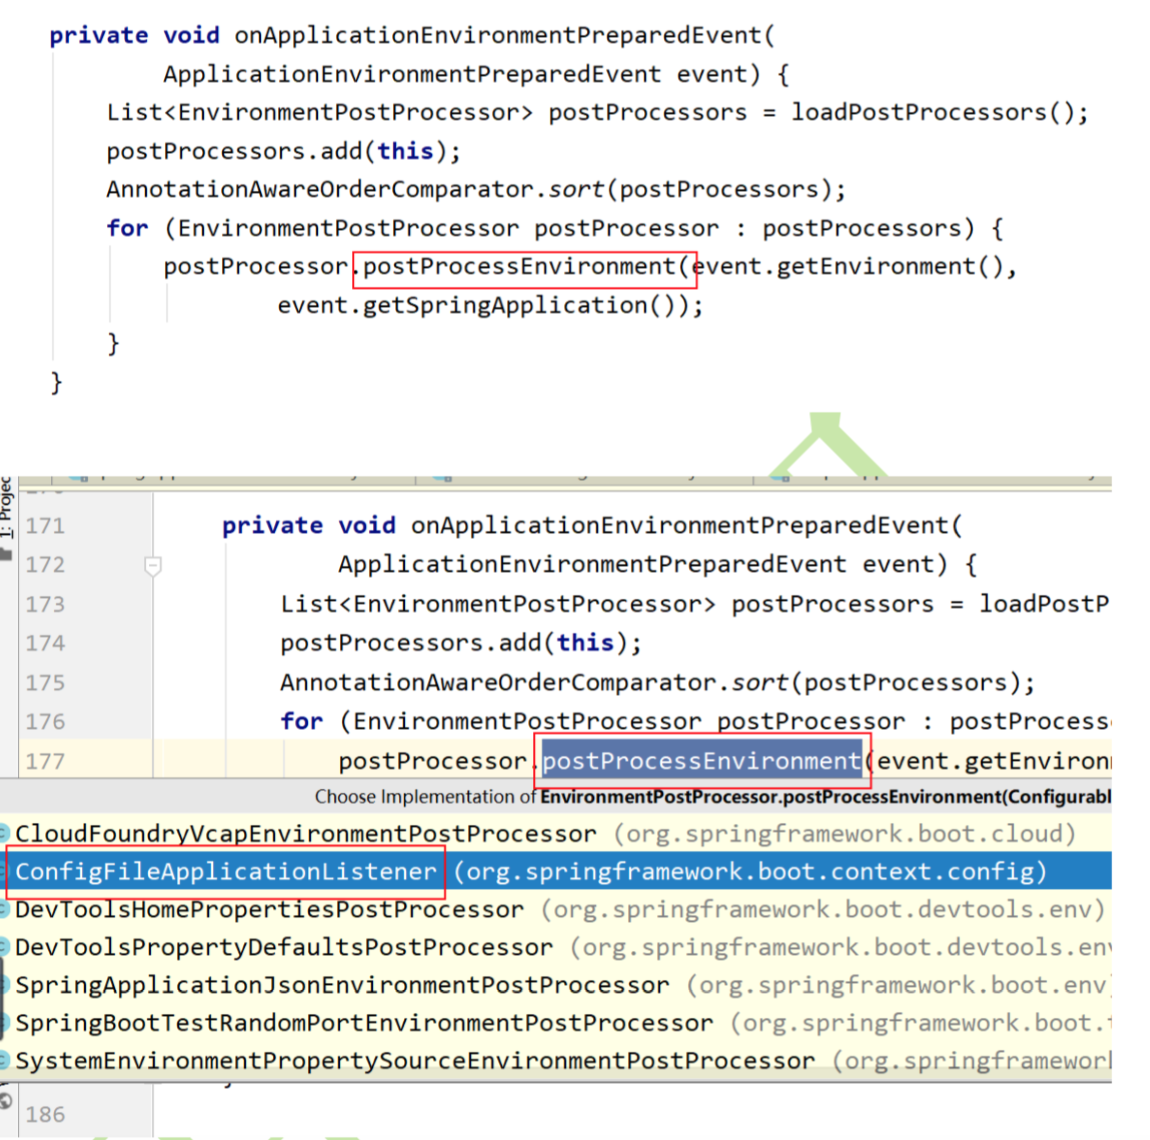 private void onApplicationEnvironmentPreparedEvent(
ApplicationEnvironmentPreparedEvent event) {
List<EnvironmentPostProcessor> postProcessors = loadPostProcessors();
postProcessors.add(this);
AnnotationAwareOrderComparator.sort(postProcessors);
for (EnvironmentPostProcessor postProcessor : postProcessors) {
postProcessor.postProcessEnvironment(event.getEnvironment(),
event.getSpringApplication());
}
}
1: Projec
171 private void onApplicationEnvironmentPreparedEvent(
172 ApplicationEnvironmentPreparedEvent event) {
173 List<EnvironmentPostProcessor> postProcessors = loadPostP
174 postProcessors.add(this);
175 AnnotationAwareOrderComparator.sort(postProcessors);
176 for (EnvironmentPostProcessor postProcessor : postProcess
177 postProcessor.postProcessEnvironment(event.getEnviron
Choose Implementation of EnvironmentPostProcessor.postProcessEnvironment(Configurabl
CloudFoundryVcapEnvironmentPostProcessor (org.springframework.boot.cloud)
ConfigFileApplicationListener (org.springframework.boot.context.config)
DevToolsHomePropertiesPostProcessor (org.springframework.boot.devtools.env)
DevToolsPropertyDefaultsPostProcessor (org.springframework.boot.devtools.env
SpringApplicationJsonEnvironmentPostProcessor (org.springframework.boot.env
SpringBootTestRandomPortEnvironmentPostProcessor (org.springframework.boot.
SystemEnvironmentPropertySourceEnvironmentPostProcessor (org.springframework
186